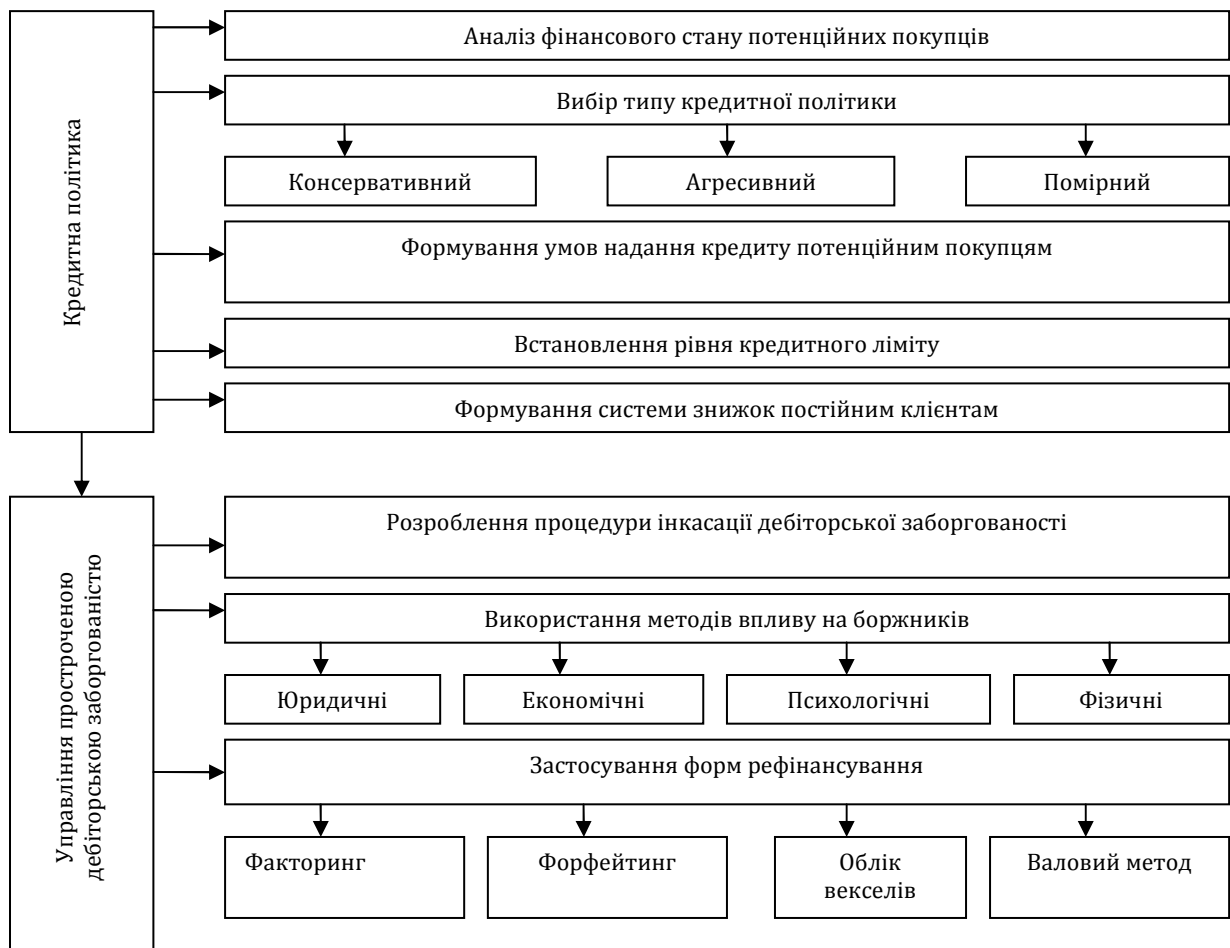 Кредитна політика
Аналіз фінансового стану потенційних покупців
Вибір типу кредитної політики
Консервативний
Агресивний
Помірний
Формування умов надання кредиту потенційним покупцям
Встановлення рівня кредитного ліміту
Формування системи знижок постійним клієнтам
Управління простроченою
дебіторською заборгованістю
Розроблення процедури інкасації дебіторської заборгованості
Використання методів впливу на боржників
Юридичні
Економічні
Психологічні
Фізичні
Застосування форм рефінансування
Факторинг
Форфейтинг
Облік
векселів
Валовий метод